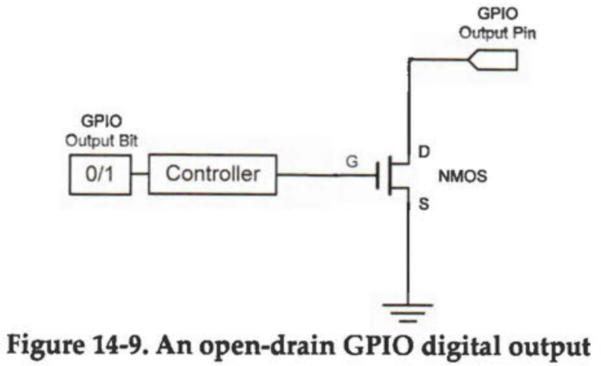 GPIO
Output Pin
GPIO
Output Bit
0/1
Controller
G
D
NMOS
S
Figure 14-9. An open-drain GPIO digital output